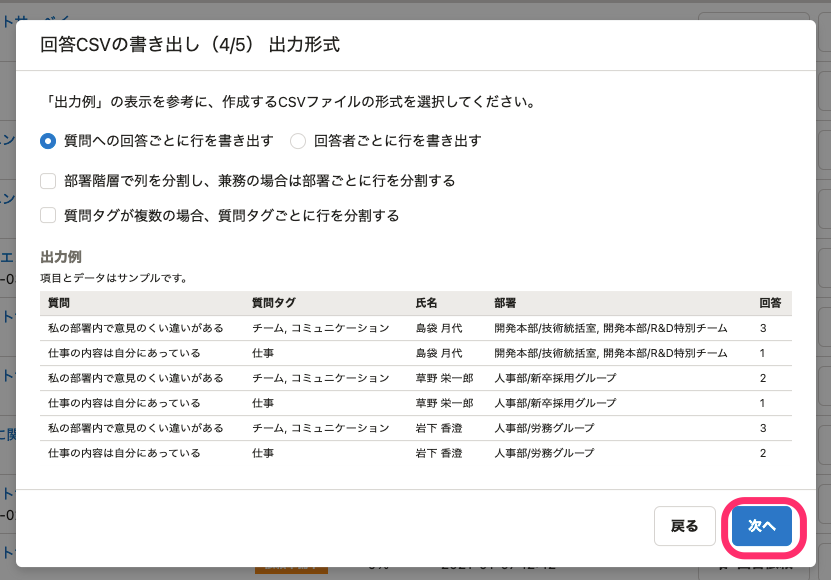 回答CSVの書き出し（4/5） 出力形式
「出力例」の表示を参考に、作成するCSVファイルの形式を選択してください。
質問への回答ごとに行を書き出す 回答者ごとに行を書き出す
部署階層で列を分割し、兼務の場合は部署ごとに行を分割する
質問タグが複数の場合、質問タグごとに行を分割する
出力例
項目とデータはサンプルです。
質問 質問タグ 氏名 部署 回答
私の部署内で意見のくい違いがある チーム, コミュニケーション 島袋 月代 開発本部/技術統括室, 開発本部/R&D特別チーム 3
仕事の内容は自分にあっている 仕事 島袋 月代 開発本部/技術統括室, 開発本部/R&D特別チーム 1
私の部署内で意見のくい違いがある チーム, コミュニケーション 草野 栄一郎 人事部/新卒採用グループ 2
仕事の内容は自分にあっている 仕事 草野 栄一郎 人事部/新卒採用グループ 1
私の部署内で意見のくい違いがある チーム, コミュニケーション 岩下 香澄 人事部/労務グループ 3
仕事の内容は自分にあっている 仕事 岩下 香澄 人事部/労務グループ 2
戻る 次へ